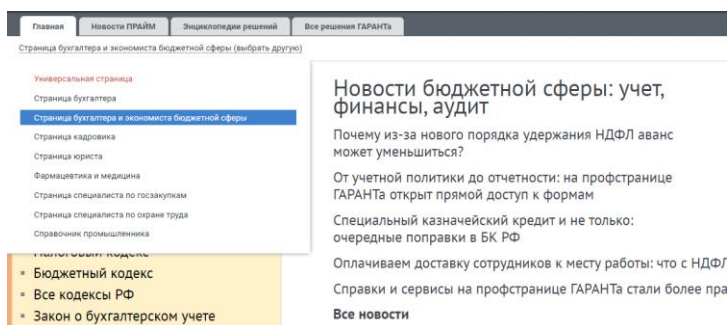 Главная
Новости ПРАЙМ
Энциклопедия решений
Все решения ГАРАНТа
Страница бухгалтера и экономиста бюджетной сферы (выбрать другую)
Универсальная страница
Страница бухгалтера
Страница бухгалтера и экономиста бюджетной сферы
Страница кадровика
Страница юриста
Фармацевтика и медицина
Страница специалиста по госзакупкам
Страница специалиста по охране труда
Справочник промышленника
Налоговый кодекс
Бюджетный кодекс
Все кодексы РФ
Закон о бухгалтерском учете
Новости бюджетной сферы: учет,
финансы, аудит
Почему из-за нового порядка удержания НДФЛ аванс
может уменьшиться?
От учетной политики до отчетности: на профстранице
ГАРАНТа открыт прямой доступ к формам
Специальный казначейский кредит и не только:
очередные поправки в БК РФ
Оплачиваем доставку сотрудников к месту работы: что с НДФЛ
Справки и сервисы на профстранице ГАРАНТа стали более пра
Все новости